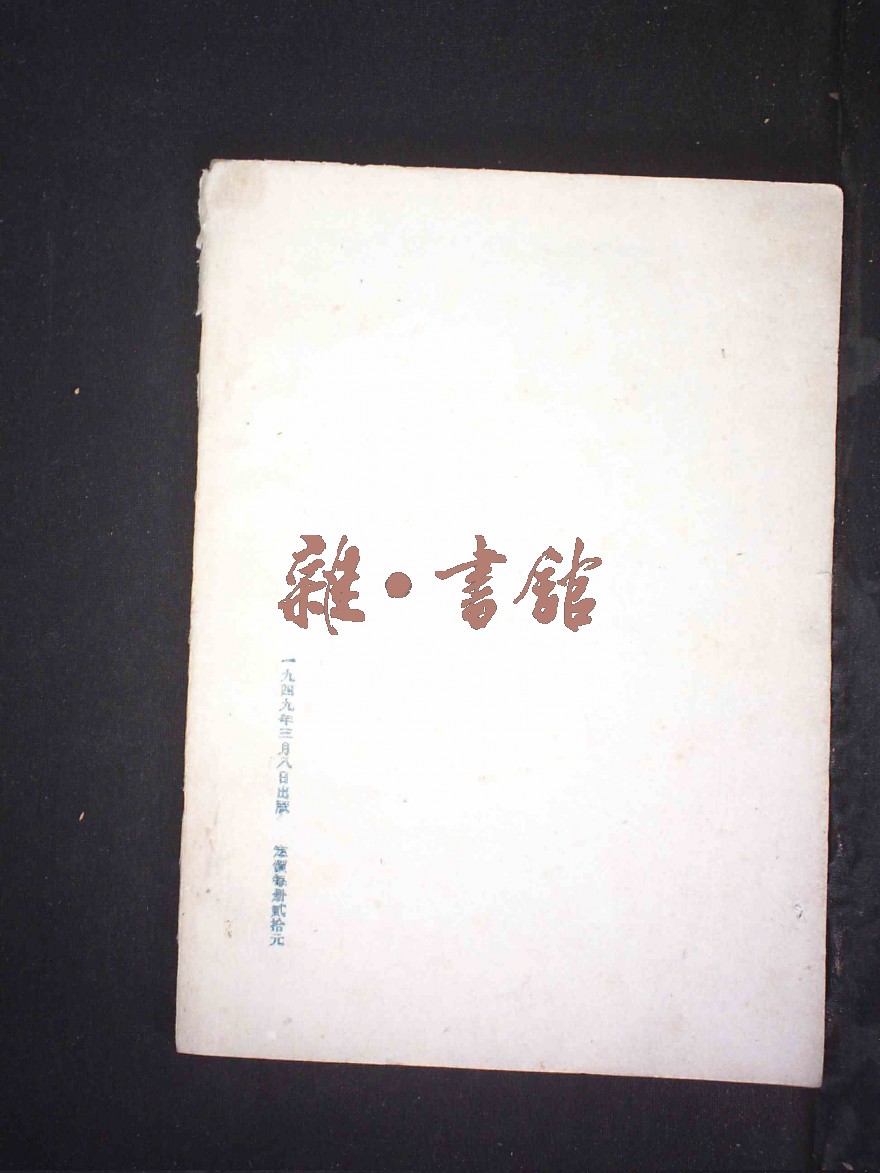 雜·書館
一九四九年三月八日出版
定價每册貳拾元